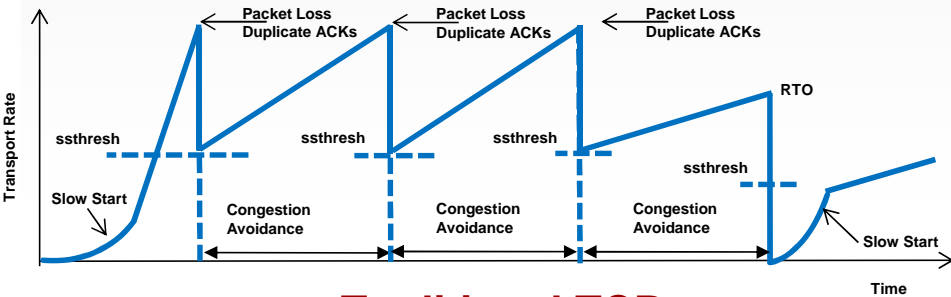 Packet Loss
Duplicate ACKs
Packet Loss
Duplicate ACKs
Packet Loss
Duplicate ACKs
Transport Rate
RTO
ssthresh
ssthresh
ssthresh
ssthresh
Slow Start
Congestion
Avoidance
Congestion
Avoidance
Congestion
Avoidance
Slow Start
Time